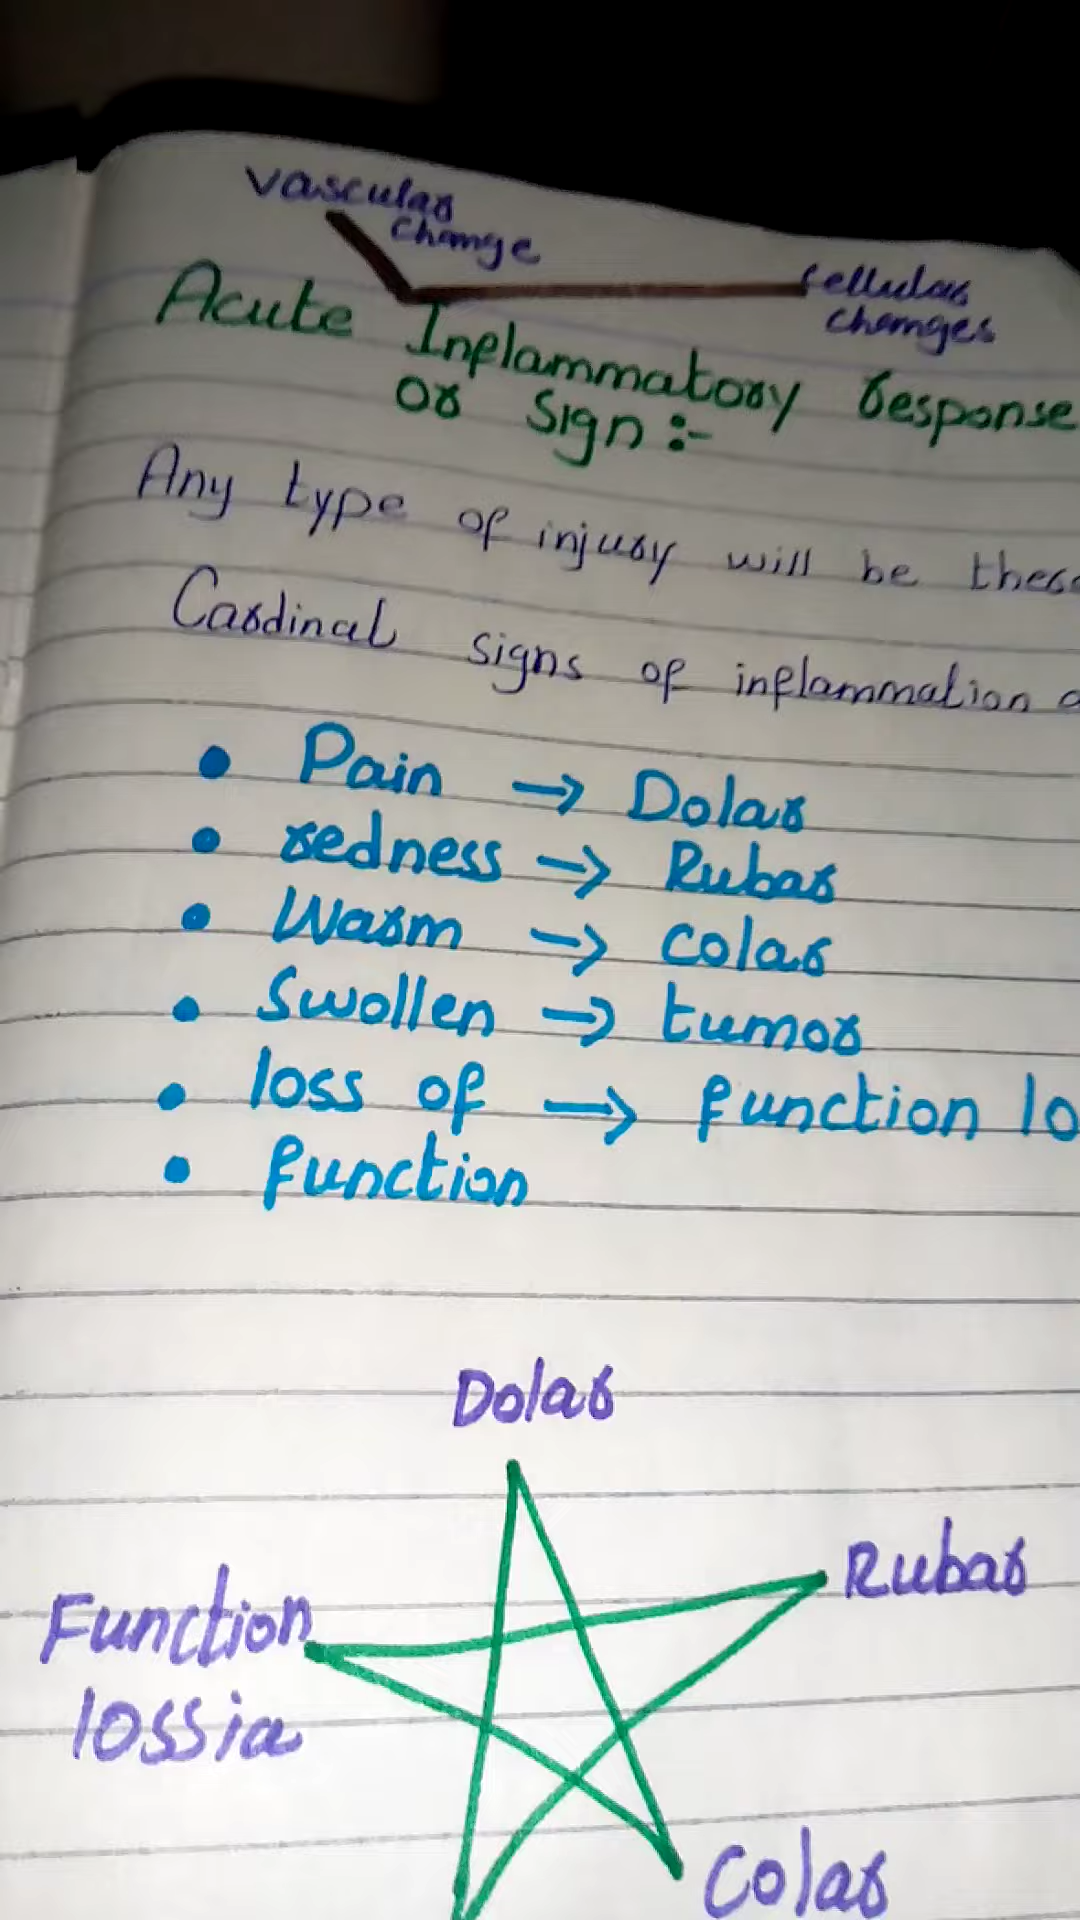 Vascular
change
Cellular
changes
Acute Inflammatory response
or Sign :-
Any type of injury will be these
Cardinal signs of inflammation
• Pain → Dolar
• redness → Rubar
• Warm → Colar
• Swollen → tumor
• loss of → function lo
• function
Dolar
Rubar
Function
lossia
Colar